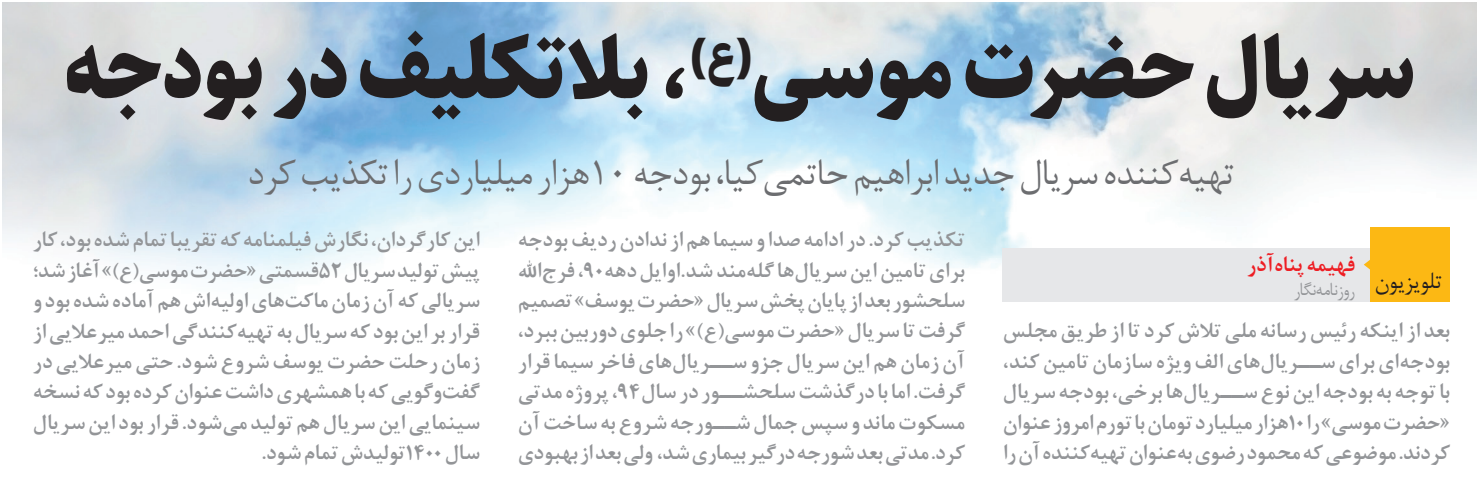 سریال حضرت موسی(ع)، بلاتکلیف در بودجه
تهیه‌کننده سریال جدید ابراهیم حاتمی کیا، بودجه ۱۰هزار میلیاردی را تکذیب کرد
تلویزیون
فهیمه پناه‌آذر
روزنامه‌نگار
بعد از اینکه رئیس رسانه ملی تلاش کرد تا از طریق مجلس
بودجه‌ای برای سریال‌های الف ویژه سازمان تامین کند،
با توجه به بودجه این نوع سریال‌ها برخی، بودجه سریال
«حضرت موسی» را ۱۰هزار میلیارد تومان با تورم امروز عنوان
کردند. موضوعی که محمود رضوی به‌عنوان تهیه‌کننده آن را
تکذیب کرد. در ادامه صدا و سیما هم از ندادن ردیف بودجه
برای تامین این سریال‌ها گله‌مند شد.اوایل دهه۹۰، فرج‌الله
سلحشور بعد از پایان پخش سریال «حضرت یوسف» تصمیم
گرفت تا سریال «حضرت موسی(ع)» را جلوی دوربین ببرد،
آن زمان هم این سریال جزو سریال‌های فاخر سیما قرار
گرفت. اما با درگذشت سلحشور در سال ۹۴، پروژه مدتی
مسکوت ماند و سپس جمال شورجه شروع به ساخت آن
کرد. مدتی بعد شورجه درگیر بیماری شد، ولی بعد از بهبودی
این کارگردان، نگارش فیلمنامه که تقریبا تمام شده بود، کار
پیش تولید سریال ۵۲قسمتی «حضرت موسی(ع)» آغاز شد؛
سریالی که آن زمان ماکت‌های اولیه‌اش هم آماده شده بود و
قرار بر این بود که سریال به تهیه‌کنندگی احمد میرعلایی از
زمان رحلت حضرت یوسف شروع شود. حتی میرعلایی در
گفت‌وگویی که با همشهری داشت عنوان کرده بود که نسخه
سینمایی این سریال هم تولید می‌شود. قرار بود این سریال
سال ۱۴۰۰تولیدش تمام شود.